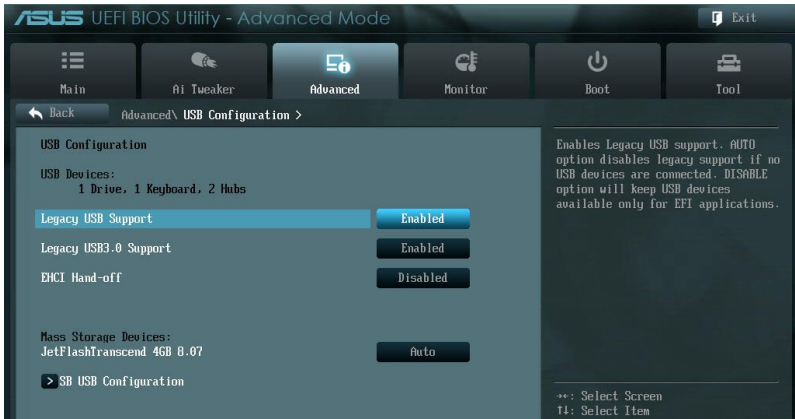 ASUS UEFI BIOS Utility - Advanced Mode
Exit
Main
Ai Tweaker
Advanced
Monitor
Boot
Tool
Back
Advanced\ USB Configuration >
USB Configuration
USB Devices:
1 Drive, 1 Keyboard, 2 Hubs
Legacy USB Support Enabled
Legacy USB3.0 Support Enabled
EHCI Hand-off Disabled
Mass Storage Devices:
JetFlashTranscend 4GB 8.07 Auto
> SB USB Configuration
Enables Legacy USB support. AUTO
option disables legacy support if no
USB devices are connected. DISABLE
option will keep USB devices
available only for EFI applications.
→←: Select Screen
↑↓: Select Item